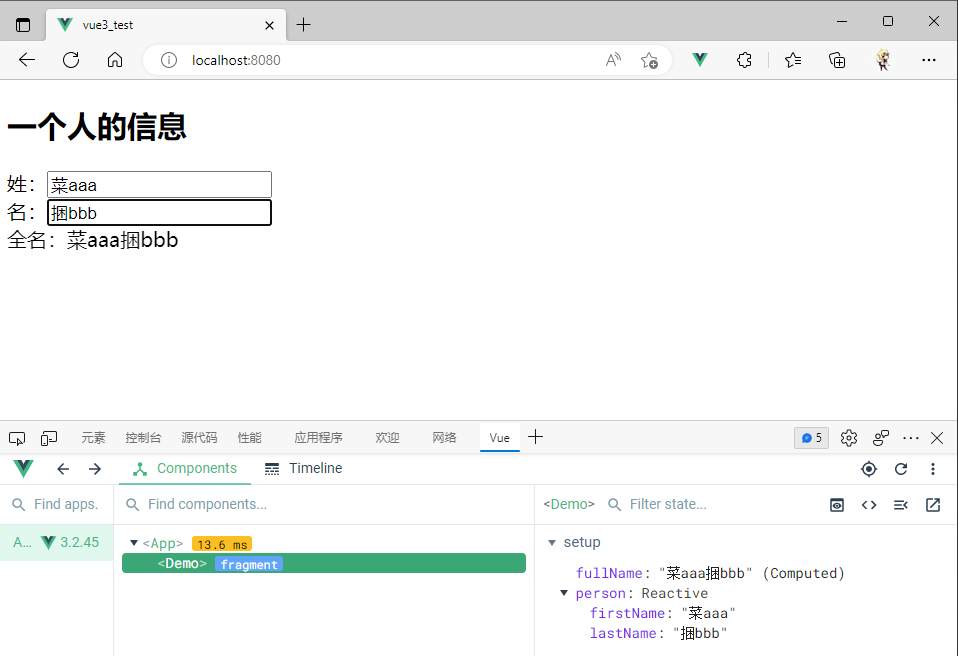 vue3_test
localhost:8080
一个人的信息
姓：菜aaa
名：捆bbb
全名：菜aaa捆bbb
元素 控制台 源代码 性能 应用程序 欢迎 网络 Vue 5
Components Timeline
Find apps. Find components... <Demo> Filter state...
A... 3.2.45 <App> 13.6 ms setup
<Demo> fragment
fullName: "菜aaa捆bbb" (Computed)
person: Reactive
firstName: "菜aaa"
lastName: "捆bbb"